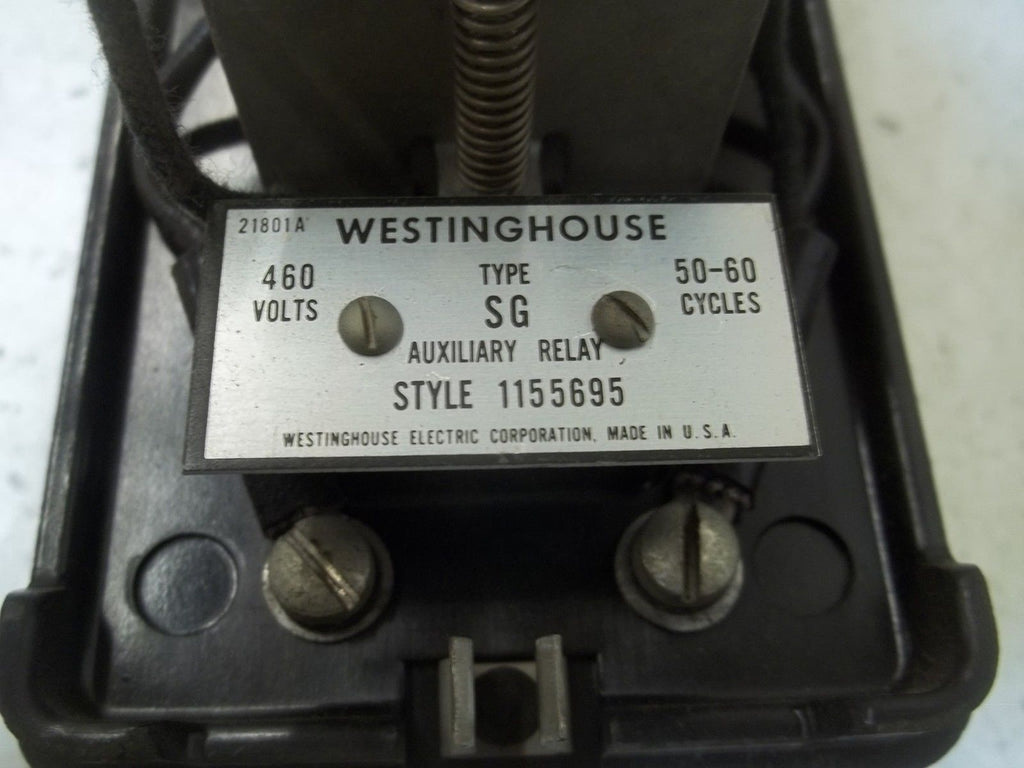 21801A WESTINGHOUSE
460 VOLTS
TYPE
SG
50-60 CYCLES
AUXILIARY RELAY
STYLE 1155695
WESTINGHOUSE ELECTRIC CORPORATION, MADE IN U.S.A.